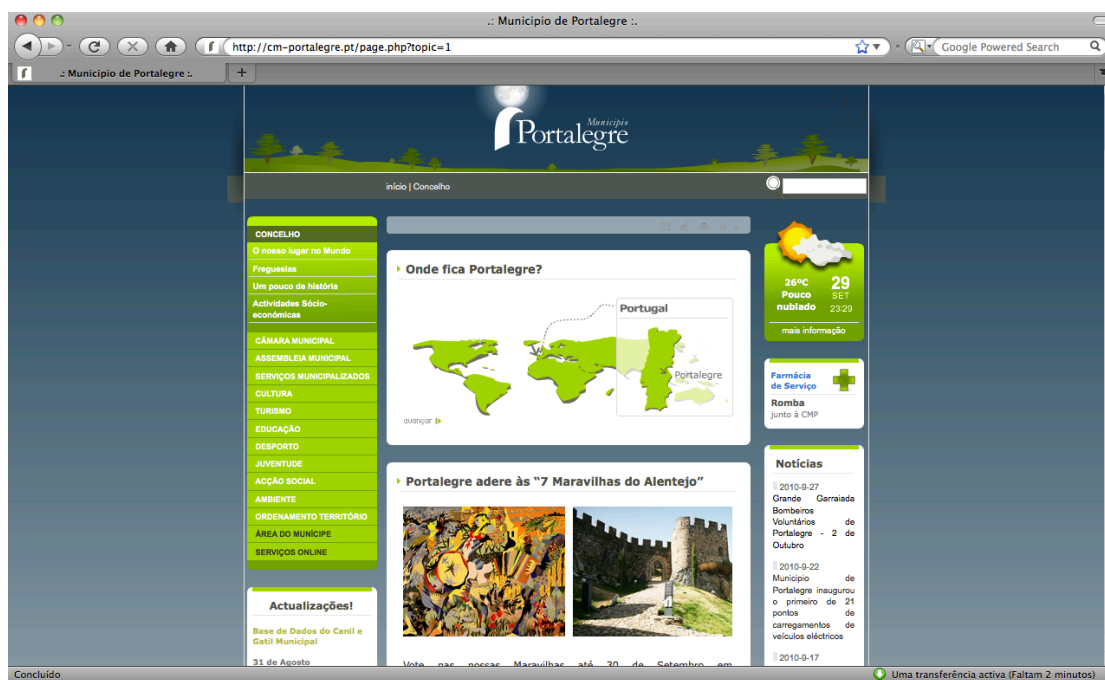 .: Municipio de Portalegre :.
http://cm-portalegre.pt/page.php?topic=1
Google Powered Search
.: Municipio de Portalegre :.
Município
Portalegre
início | Concelho
CONCELHO
O nosso lugar no Mundo
Freguesias
Um pouco de história
Actividades Sócio-
económicas
CÂMARA MUNICIPAL
ASSEMBLEIA MUNICIPAL
SERVIÇOS MUNICIPALIZADOS
CULTURA
TURISMO
EDUCAÇÃO
DESPORTO
JUVENTUDE
ACÇÃO SOCIAL
AMBIENTE
ORDENAMENTO TERRITÓRIO
ÁREA DO MUNÍCIPE
SERVIÇOS ONLINE
Actualizações!
Base de Dados do Canil e
Gatil Municipal
31 de Agosto
Onde fica Portalegre?
Portugal
Portalegre
avançar
Portalegre adere às “7 Maravilhas do Alentejo”
Vote nas nossas Maravilhas até 30 de Setembro em
26ºC
Pouco
nublado
29
SET
23:29
mais informação
Farmácia
de Serviço
Romba
junto à CMP
Notícias
2010-9-27
Grande Garraiada
Bombeiros
Voluntários de
Portalegre - 2 de
Outubro
2010-9-22
Municipio de
Portalegre inaugurou
o primeiro de 21
pontos de
carregamentos de
veículos eléctricos
2010-9-17
Concluído
Uma transferência activa (Faltam 2 minutos)